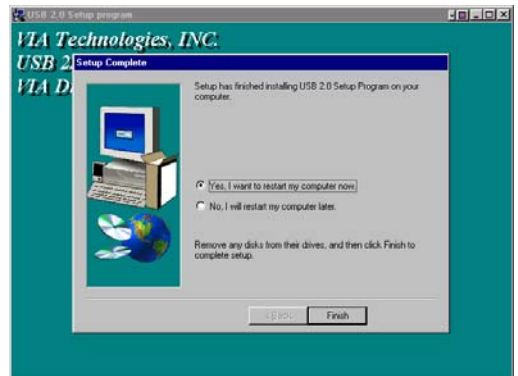 USB 2.0 Setup program
VIA Technologies, INC.
USB 2
VIA D
Setup Complete
Setup has finished installing USB 2.0 Setup Program on your
computer.
Yes, I want to restart my computer now.
No, I will restart my computer later.
Remove any disks from their drives, and then click Finish to
complete setup.
< Back
Finish